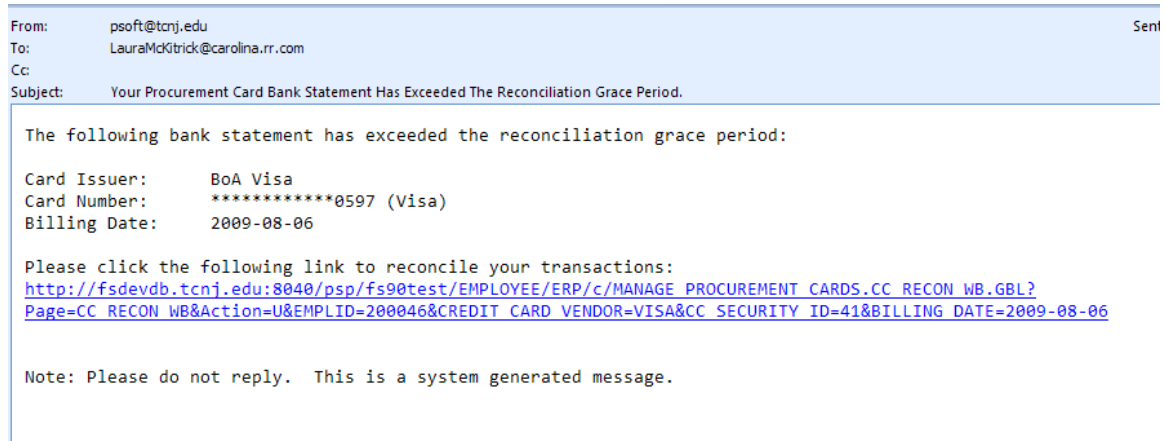 From: psoft@tcnj.edu Sent
To: LauraMcKitrick@carolina.rr.com
Cc:
Subject: Your Procurement Card Bank Statement Has Exceeded The Reconciliation Grace Period.
The following bank statement has exceeded the reconciliation grace period:
Card Issuer: BoA Visa
Card Number: ************0597 (Visa)
Billing Date: 2009-08-06
Please click the following link to reconcile your transactions:
http://fsdevdb.tcnj.edu:8040/psp/fs90test/EMPLOYEE/ERP/c/MANAGE_PROCUREMENT_CARDS.CC_RECON_WB.GBL?
Page=CC_RECON_WB&Action=U&EMPLID=200046&CREDIT_CARD_VENDOR=VISA&CC_SECURITY_ID=41&BILLING_DATE=2009-08-06
Note: Please do not reply.  This is a system generated message.